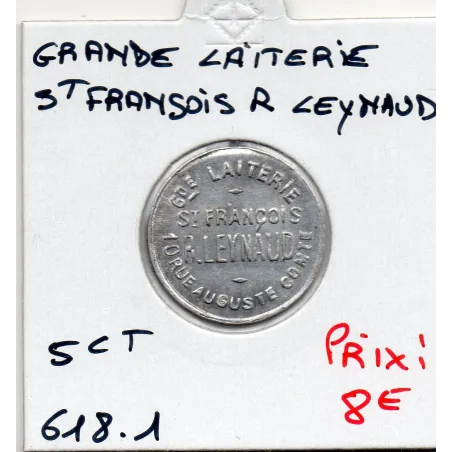 GRANDE LAITERIE
ST FRANSOIS R LEYNAUD
GDE LAITERIE
ST FRANCOIS
R.LEYNAUD
10 RUE AUGUSTE COMTE
5 CT
PRIX:
8€
618.1